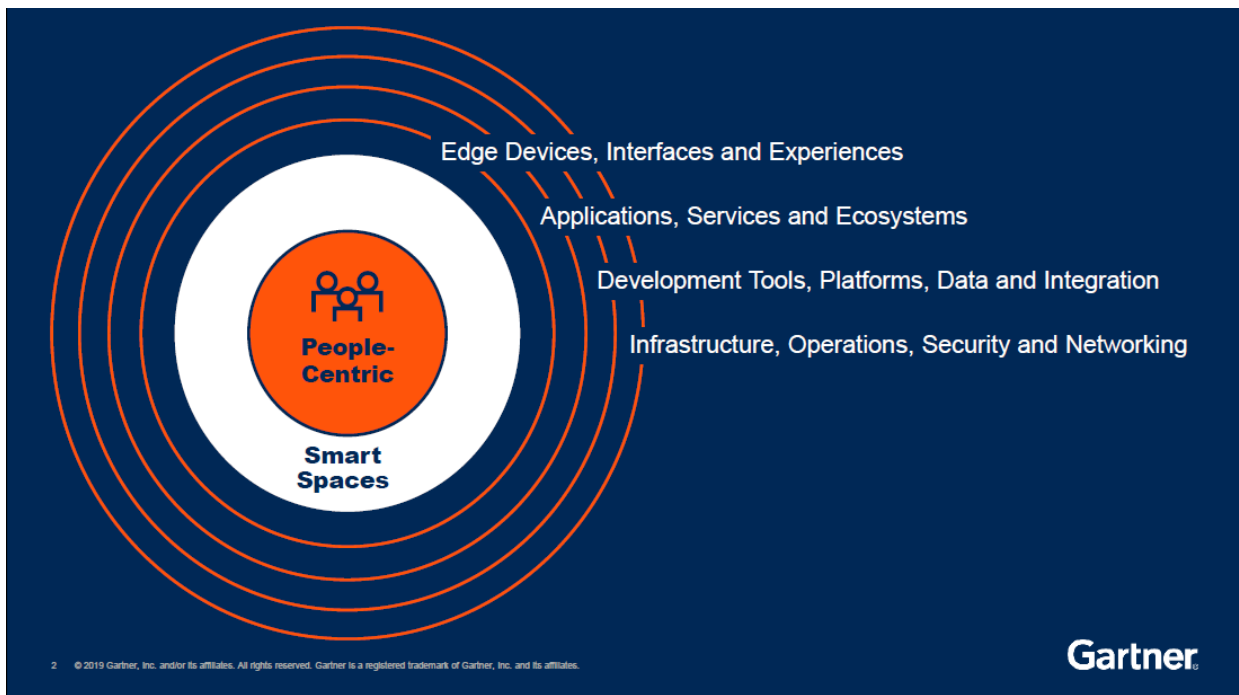 Edge Devices, Interfaces and Experiences
Applications, Services and Ecosystems
Development Tools, Platforms, Data and Integration
Infrastructure, Operations, Security and Networking
People-
Centric
Smart
Spaces
2 © 2019 Gartner, Inc. and/or its affiliates. All rights reserved. Gartner is a registered trademark of Gartner, Inc. and its affiliates.
Gartner®